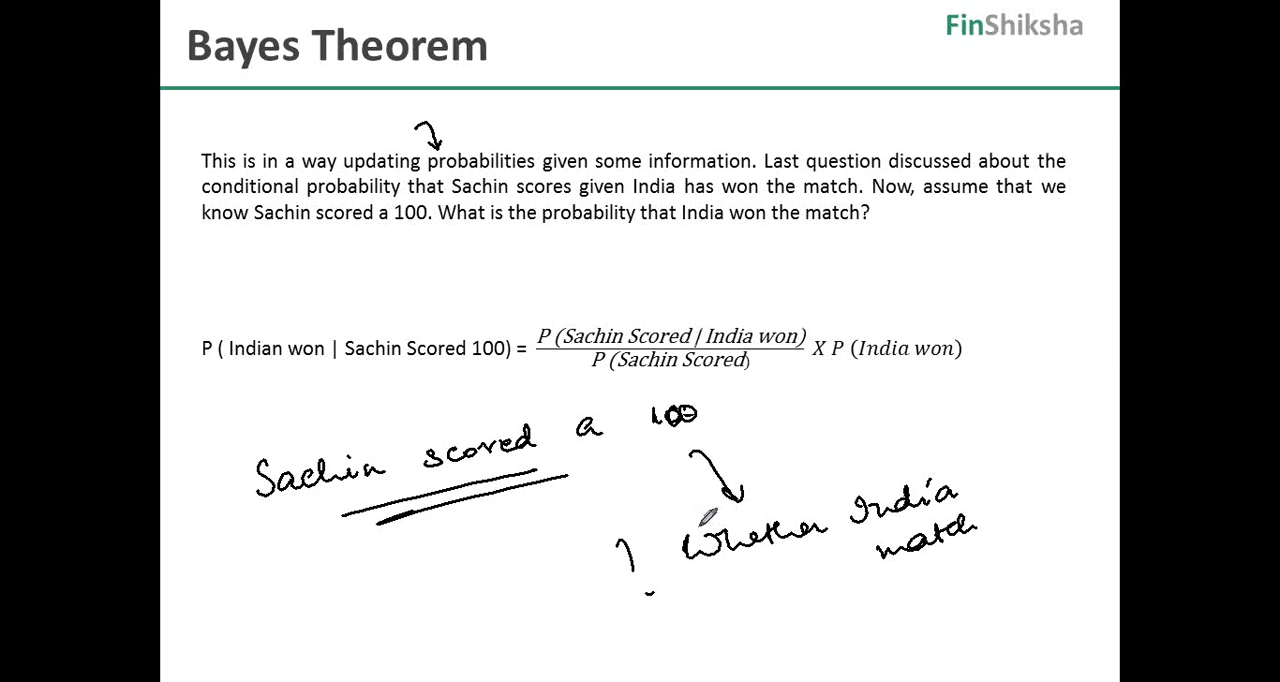 FinShiksha
Bayes Theorem
This is in a way updating probabilities given some information. Last question discussed about the
conditional probability that Sachin scores given India has won the match. Now, assume that we
know Sachin scored a 100. What is the probability that India won the match?
P ( Indian won | Sachin Scored 100) = P (Sachin Scored / India won) / P (Sachin Scored) X P (India won)
Sachin scored a 100
? Whether India
match